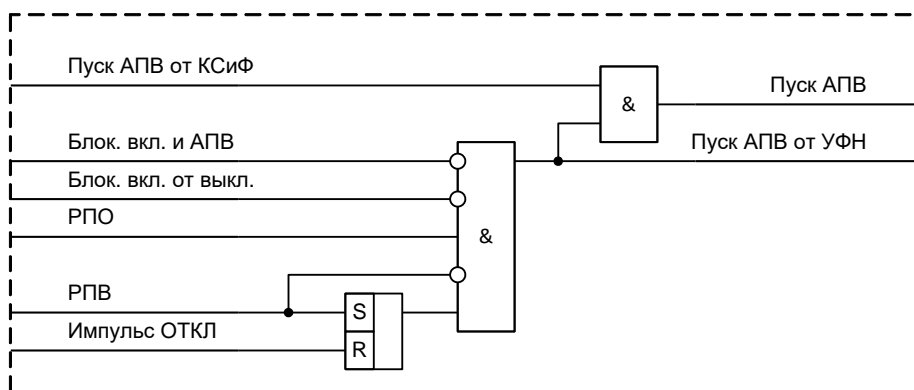 Пуск АПВ от КСиФ
&
Пуск АПВ
Блок. вкл. и АПВ
Пуск АПВ от УФН
Блок. вкл. от выкл.
РПО
&
РПВ
S
Импульс ОТКЛ
R